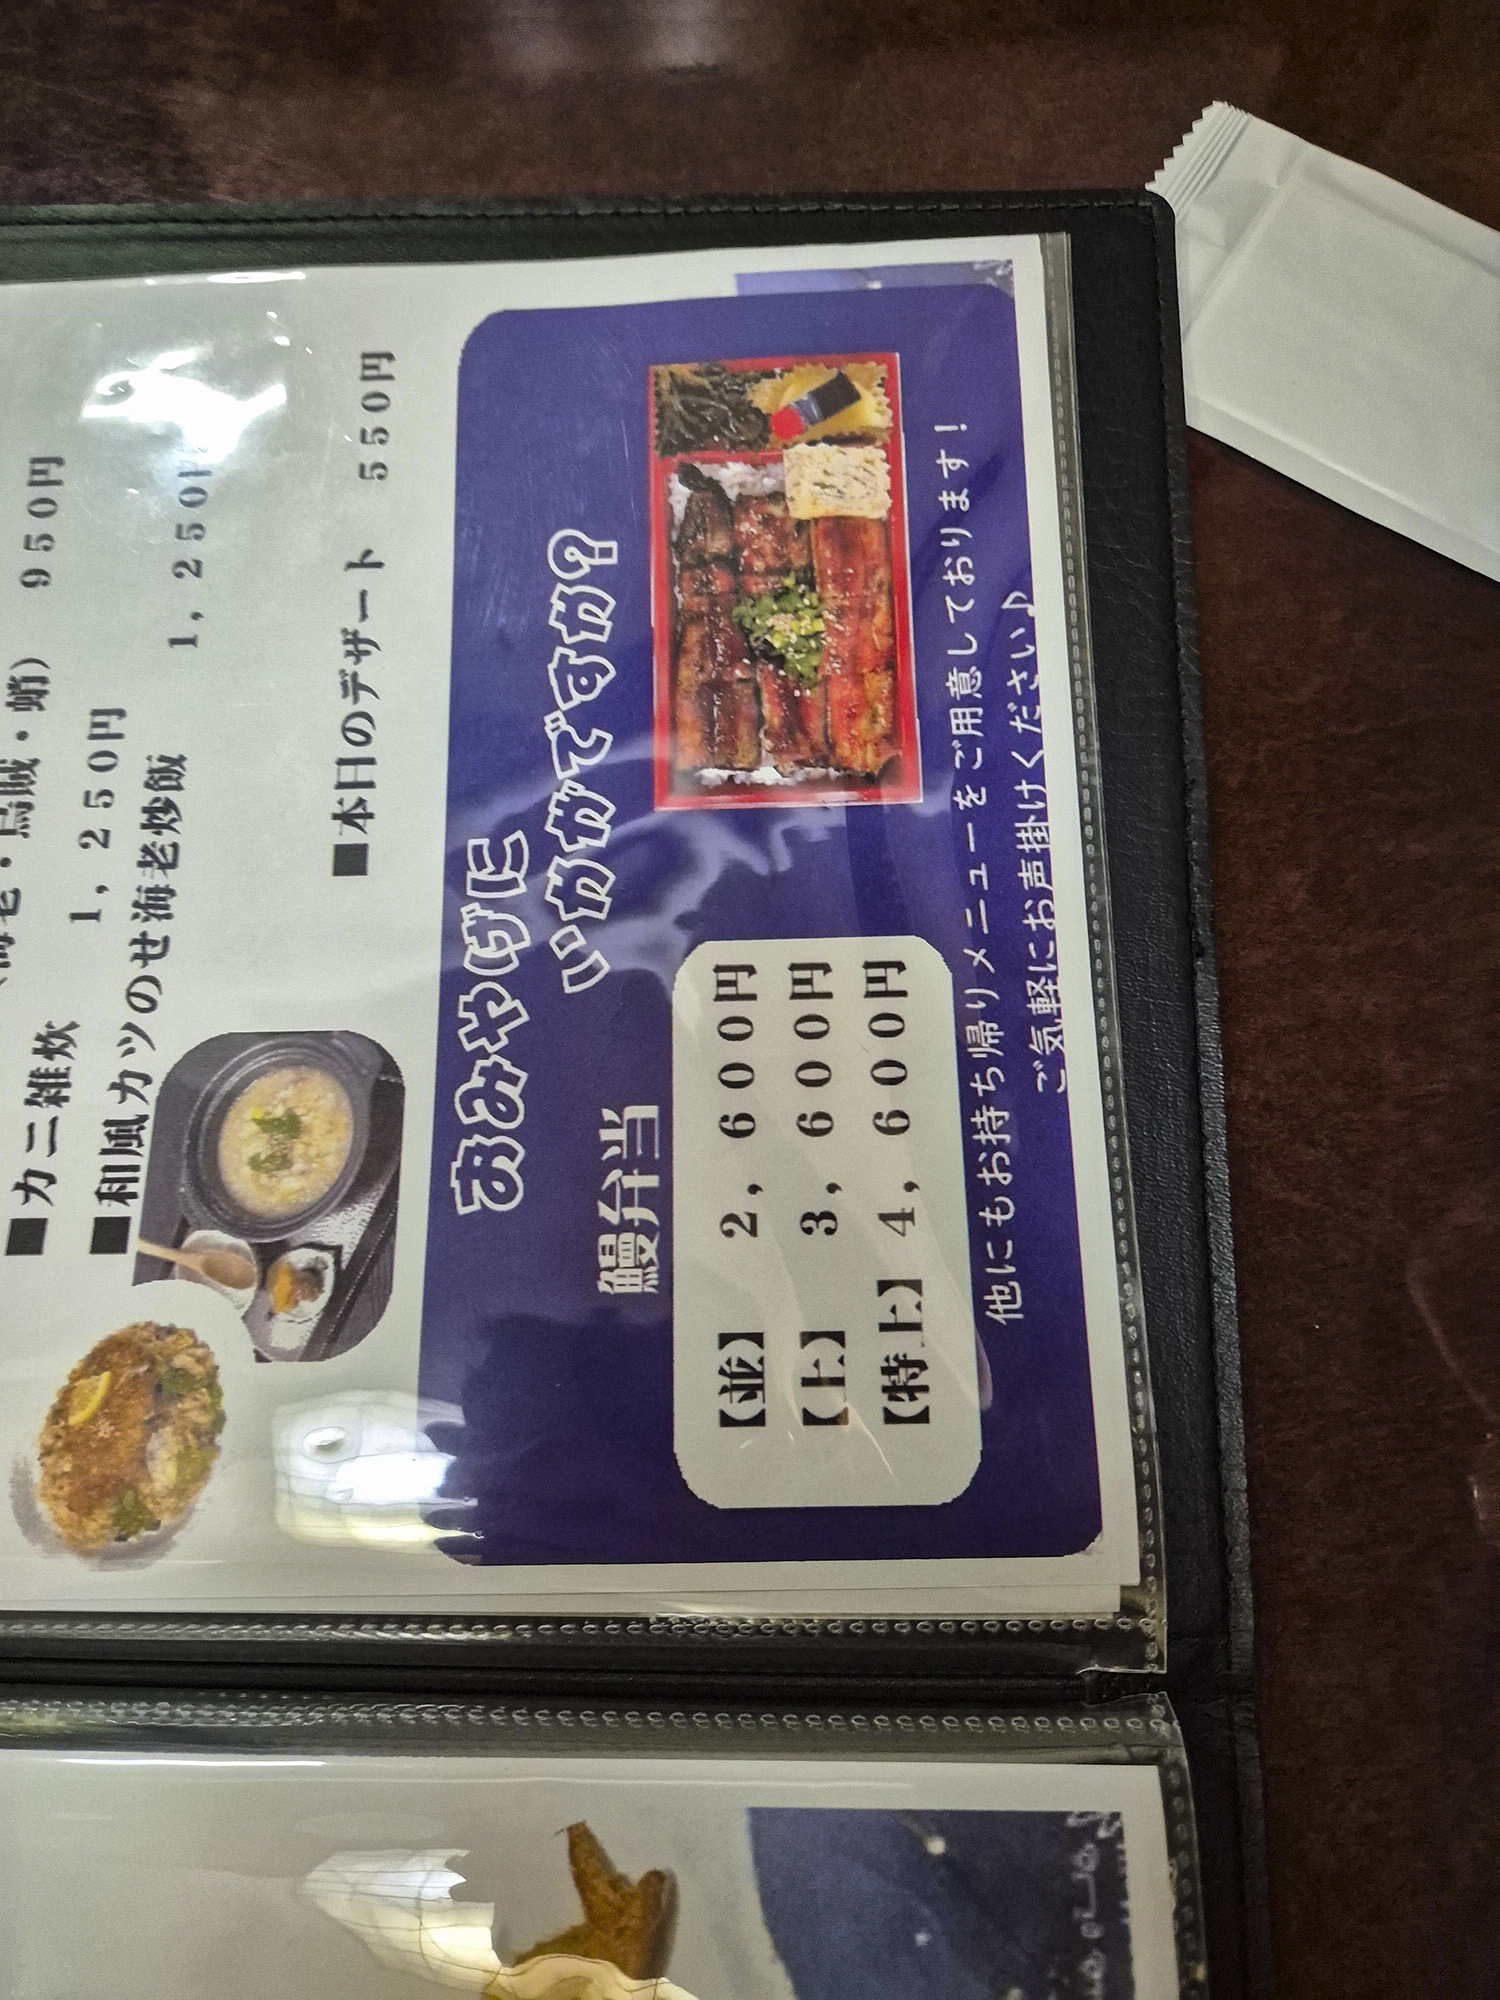 ・烏賊・蛸） 950円
■カニ雑炊 1,250円
■和風カツのせ海老炒飯
1,250円
■本日のデザート 550円
おみやげに
いかがですか？
鰻弁当
【並】 2,600円
【上】 3,600円
【特上】 4,600円
他にもお持ち帰りメニューをご用意しております！
ご気軽にお声掛けください♪